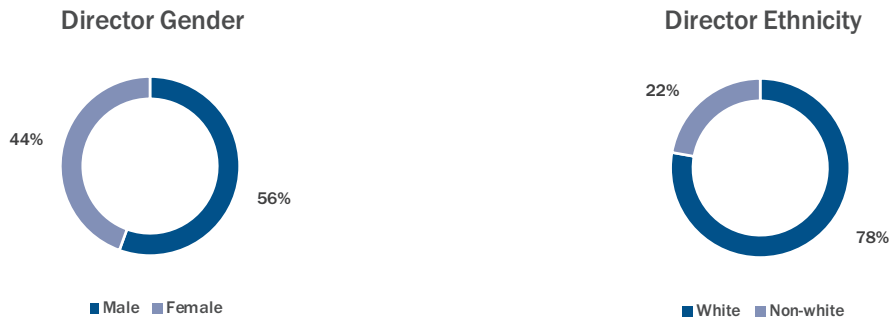 Director Gender
44%
56%
Male Female
Director Ethnicity
22%
78%
White Non-white